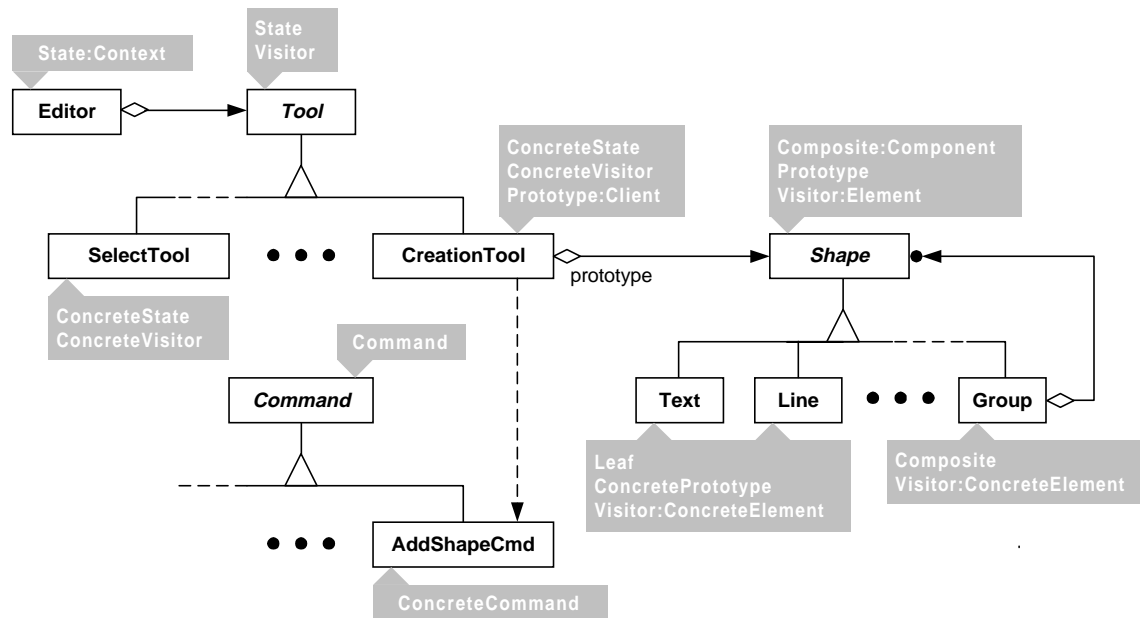 State:Context
State
Visitor
Editor
Tool
ConcreteState
ConcreteVisitor
Prototype:Client
Composite:Component
Prototype
Visitor:Element
SelectTool
CreationTool
prototype
Shape
ConcreteState
ConcreteVisitor
Command
Command
Text
Line
Group
Leaf
ConcretePrototype
Visitor:ConcreteElement
Composite
Visitor:ConcreteElement
AddShapeCmd
ConcreteCommand